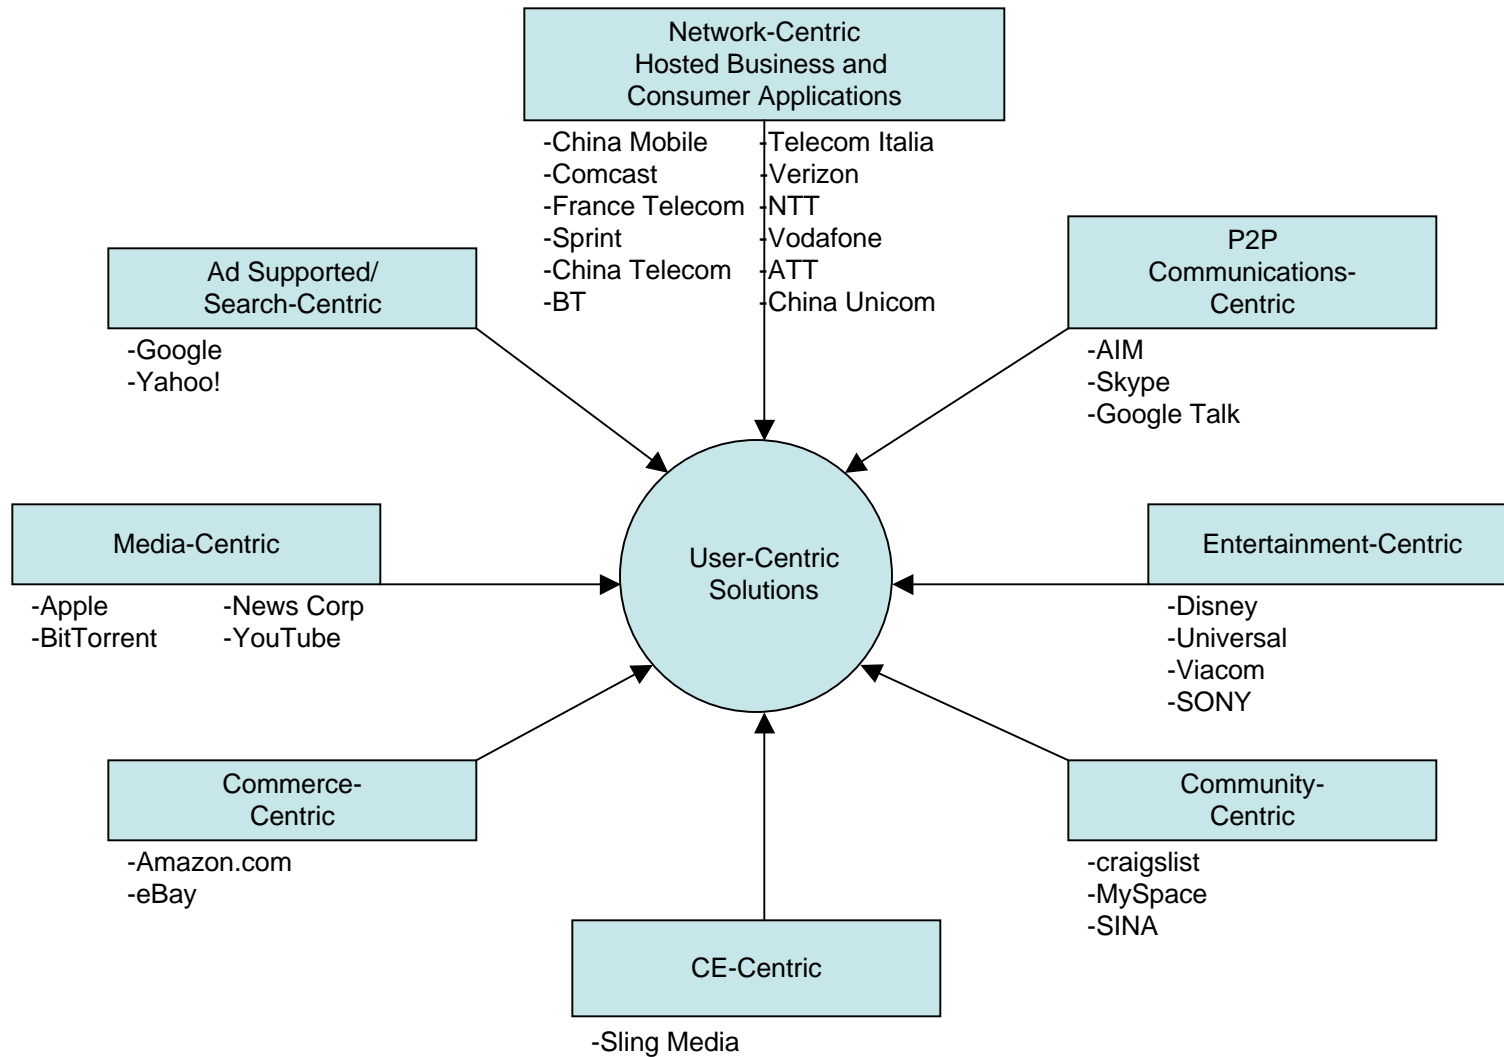 Network-Centric
Hosted Business and
Consumer Applications
-China Mobile
-Comcast
-France Telecom
-Sprint
-China Telecom
-BT
-Telecom Italia
-Verizon
-NTT
-Vodafone
-ATT
-China Unicom
Ad Supported/
Search-Centric
-Google
-Yahoo!
P2P
Communications-
Centric
-AIM
-Skype
-Google Talk
Media-Centric
-Apple
-BitTorrent
-News Corp
-YouTube
User-Centric
Solutions
Entertainment-Centric
-Disney
-Universal
-Viacom
-SONY
Commerce-
Centric
-Amazon.com
-eBay
Community-
Centric
-craigslist
-MySpace
-SINA
CE-Centric
-Sling Media